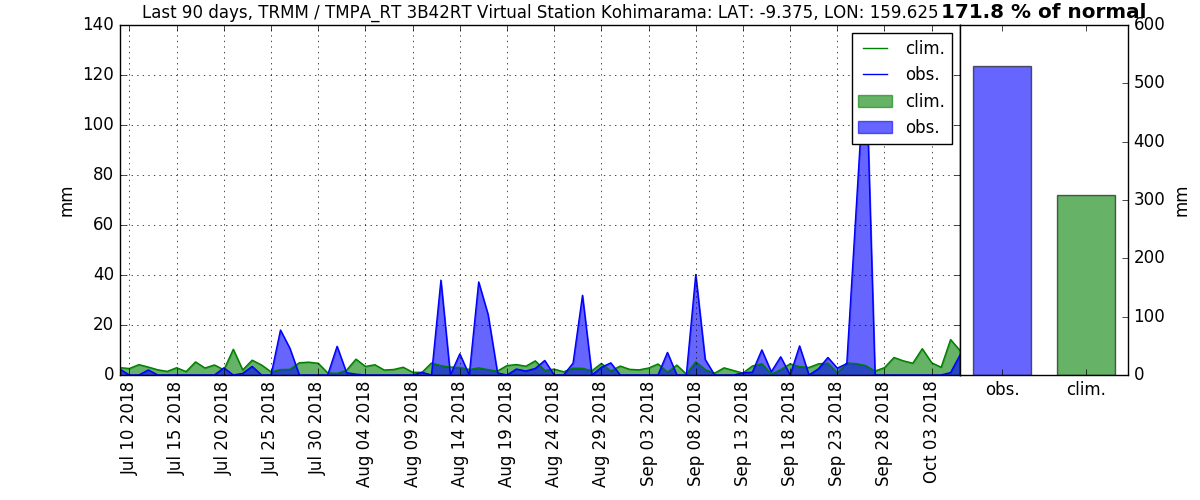 Last 90 days, TRMM / TMPA_RT 3B42RT Virtual Station Kohimarama: LAT: -9.375, LON: 159.625
171.8 % of normal
mm
140
120
100
80
60
40
20
0
clim.
obs.
clim.
obs.
Jul 10 2018
Jul 15 2018
Jul 20 2018
Jul 25 2018
Jul 30 2018
Aug 04 2018
Aug 09 2018
Aug 14 2018
Aug 19 2018
Aug 24 2018
Aug 29 2018
Sep 03 2018
Sep 08 2018
Sep 13 2018
Sep 18 2018
Sep 23 2018
Sep 28 2018
Oct 03 2018
600
500
400
300
200
100
0
mm
obs.
clim.